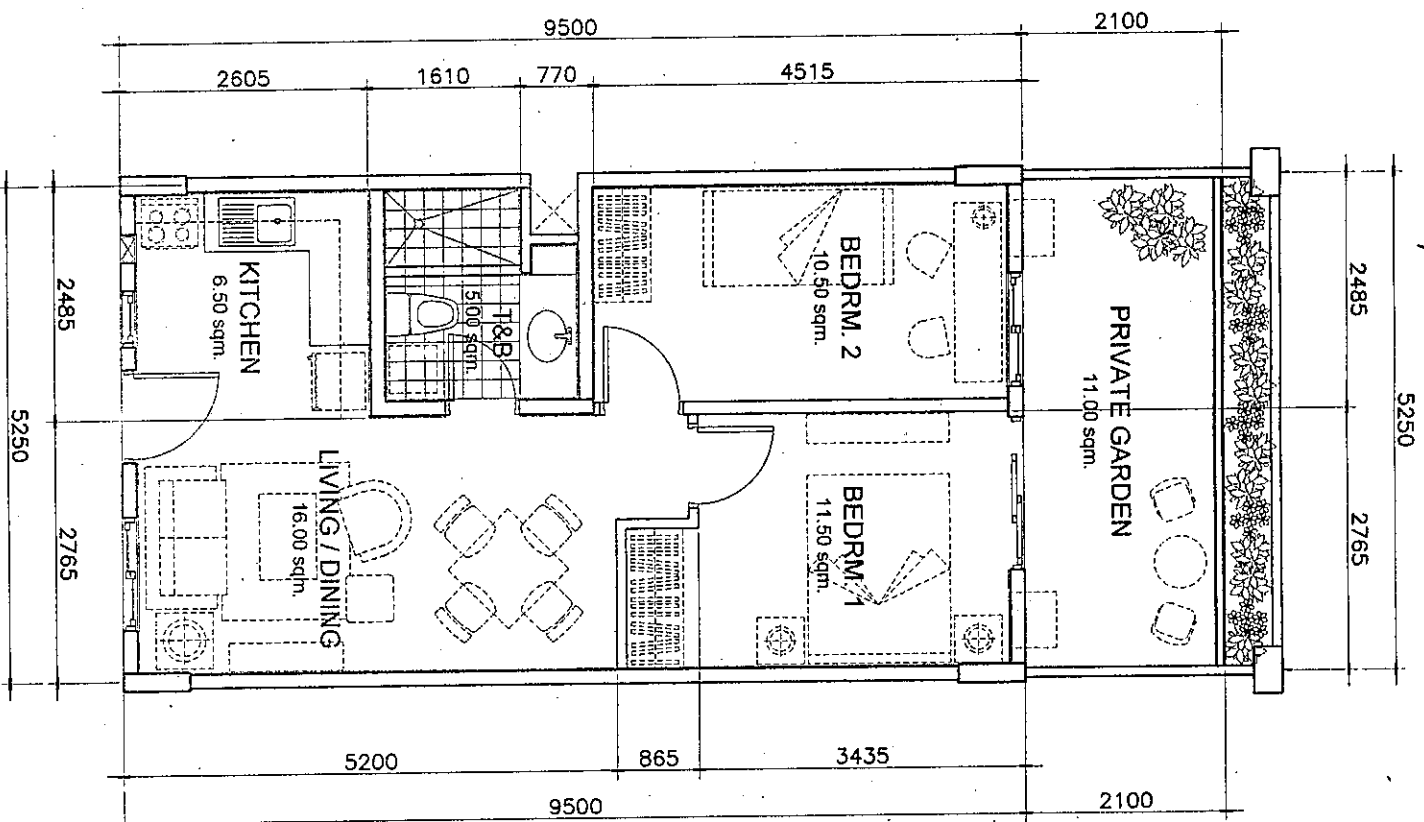 9500
2100
2605
1610
770
4515
KITCHEN
6.50 sqm.
T&B
5.00 sqm.
BEDRM. 2
10.50 sqm.
PRIVATE GARDEN
11.00 sqm.
LIVING / DINING
16.00 sqm.
BEDRM. 1
11.50 sqm.
2485
2765
5250
2485
2765
5250
5200
865
3435
9500
2100